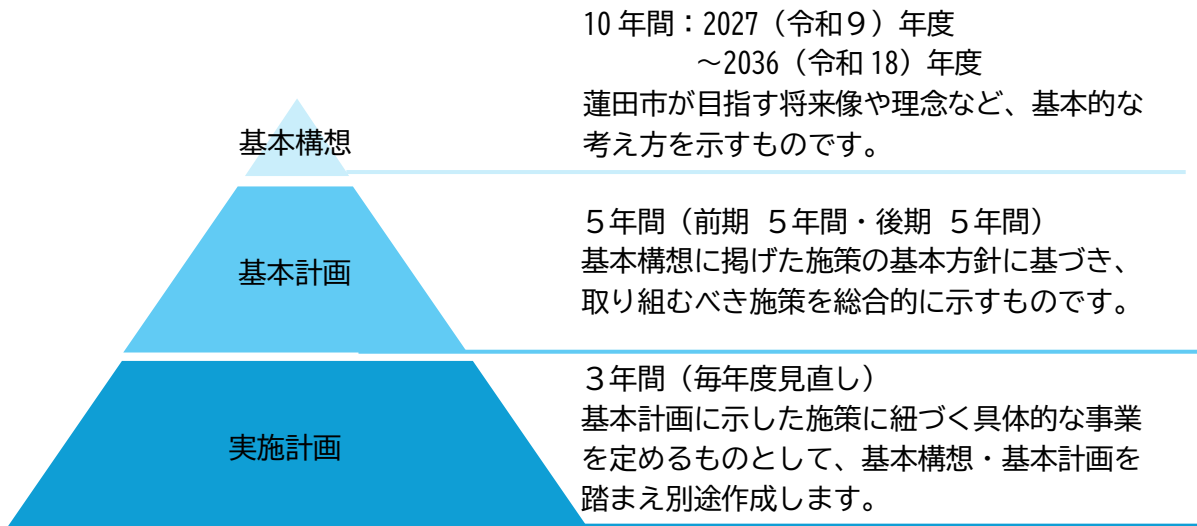 10 年間：2027（令和９）年度
～2036（令和 18）年度
蓮田市が目指す将来像や理念など、基本的な
考え方を示すものです。
基本構想
５年間（前期 ５年間・後期 ５年間）
基本構想に掲げた施策の基本方針に基づき、
取り組むべき施策を総合的に示すものです。
基本計画
３年間（毎年度見直し）
基本計画に示した施策に紐づく具体的な事業
を定めるものとして、基本構想・基本計画を
踏まえ別途作成します。
実施計画